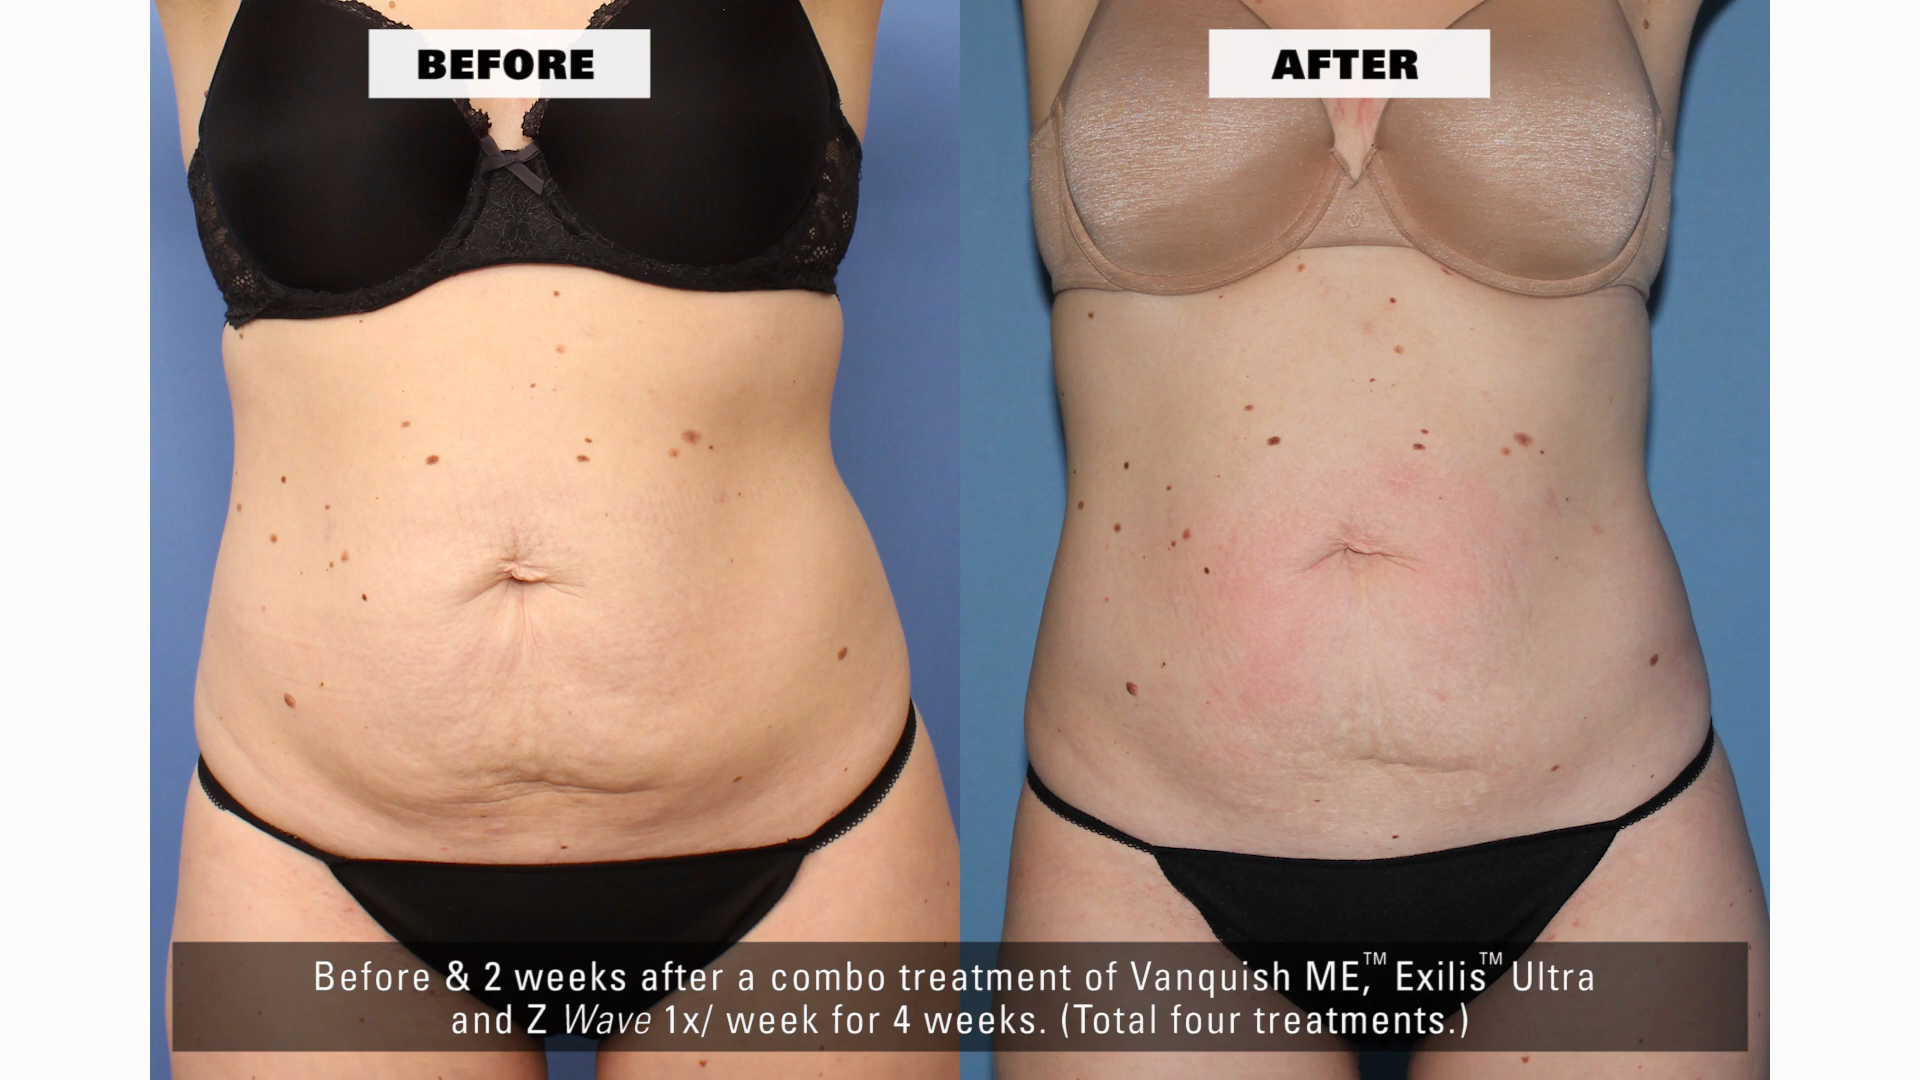 BEFORE
AFTER
Before & 2 weeks after a combo treatment of Vanquish ME,™ Exilis™ Ultra
and Z Wave 1x/ week for 4 weeks. (Total four treatments.)